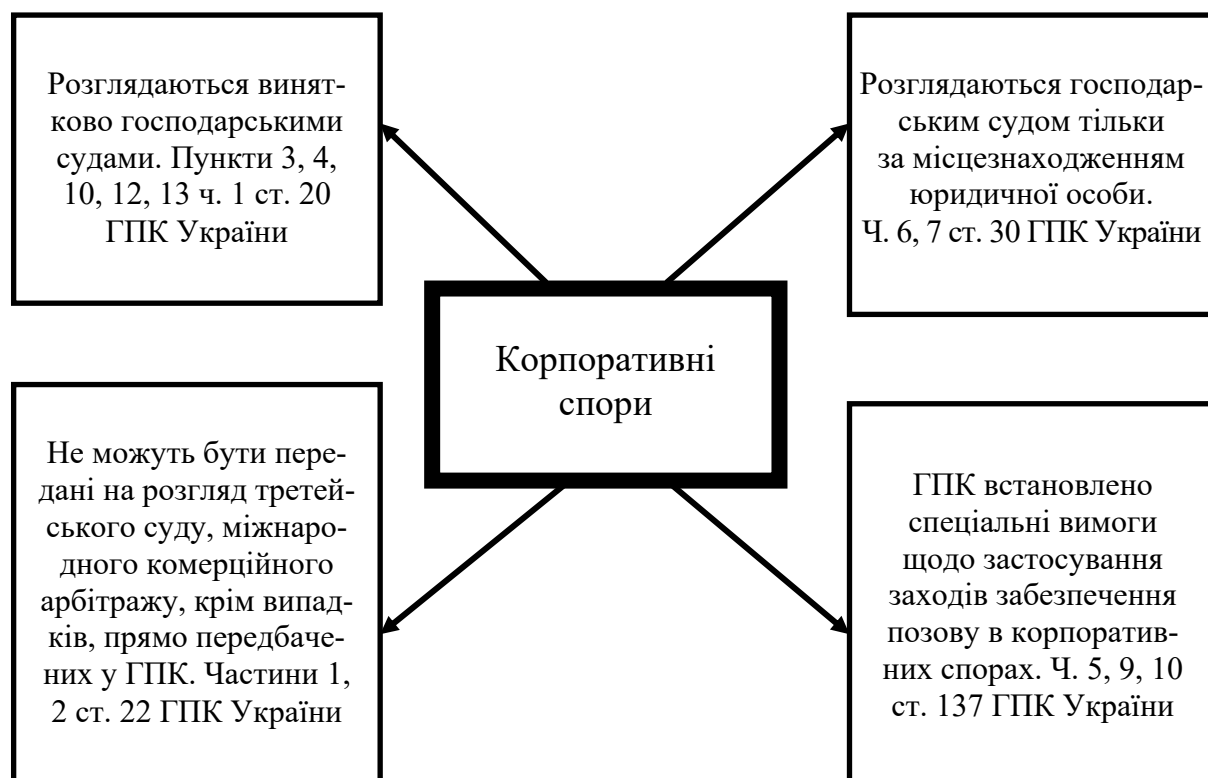 Розглядаються винят-
ково господарськими
судами. Пункти 3, 4,
10, 12, 13 ч. 1 ст. 20
ГПК України
Розглядаються господар-
ським судом тільки
за місцезнаходженням
юридичної особи.
Ч. 6, 7 ст. 30 ГПК України
Корпоративні
спори
Не можуть бути пере-
дані на розгляд третей-
ського суду, міжнаро-
дного комерційного
арбітражу, крім випад-
ків, прямо передбаче-
них у ГПК. Частини 1,
2 ст. 22 ГПК України
ГПК встановлено
спеціальні вимоги
щодо застосування
заходів забезпечення
позову в корпоратив-
них спорах. Ч. 5, 9, 10
ст. 137 ГПК України